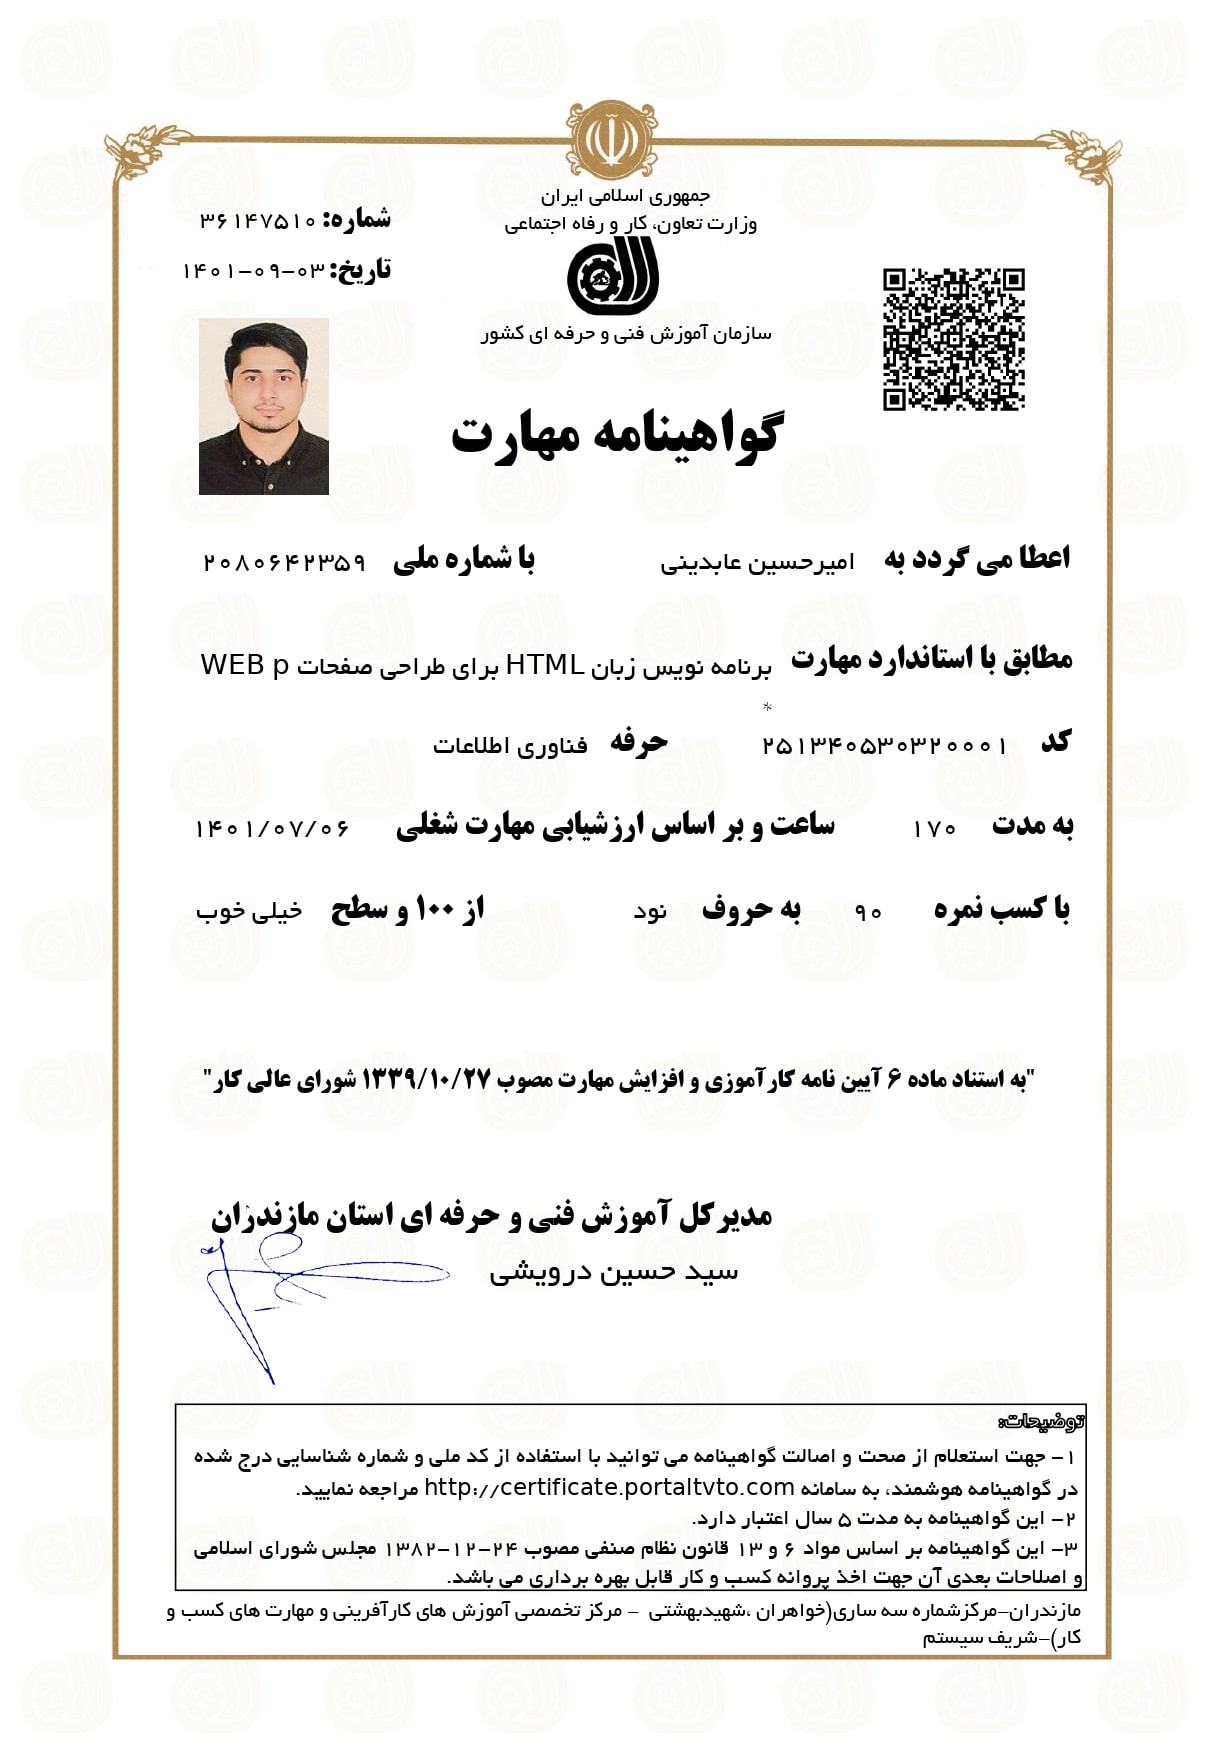 جمهوری اسلامی ایران
وزارت تعاون، کار و رفاه اجتماعی
شماره: ۳۶۱۴۷۵۱۰
تاریخ: ۱۴۰۱-۰۹-۰۳
سازمان آموزش فنی و حرفه ای کشور
گواهینامه مهارت
اعطا می گردد به امیرحسین عابدینی با شماره ملی ۲۰۸۰۶۴۲۳۵۹
مطابق با استاندارد مهارت برنامه نویس زبان HTML برای طراحی صفحات WEB p
*
کد ۲۵۱۳۴۰۵۳۰۳۲۰۰۰۱ حرفه فناوری اطلاعات
به مدت ۱۷۰ ساعت و بر اساس ارزشیابی مهارت شغلی ۱۴۰۱/۰۷/۰۶
با کسب نمره ۹۰ به حروف نود از ۱۰۰ و سطح خیلی خوب
"به استناد ماده ۶ آیین نامه کارآموزی و افزایش مهارت مصوب ۱۳۳۹/۱۰/۲۷ شورای عالی کار"
مدیرکل آموزش فنی و حرفه ای استان مازندران
سید حسین درویشی
توضیحات:
۱- جهت استعلام از صحت و اصالت گواهینامه می توانید با استفاده از کد ملی و شماره شناسایی درج شده
در گواهینامه هوشمند، به سامانه http://certificate.portaltvto.com مراجعه نمایید.
۲- این گواهینامه به مدت ۵ سال اعتبار دارد.
۳- این گواهینامه بر اساس مواد ۶ و ۱۳ قانون نظام صنفی مصوب ۲۴-۱۲-۱۳۸۲ مجلس شورای اسلامی
و اصلاحات بعدی آن جهت اخذ پروانه کسب و کار قابل بهره برداری می باشد.
مازندران-مرکزشماره سه ساری(خواهران ،شهیدبهشتی - مرکز تخصصی آموزش های کارآفرینی و مهارت های کسب و
کار)-شریف سیستم